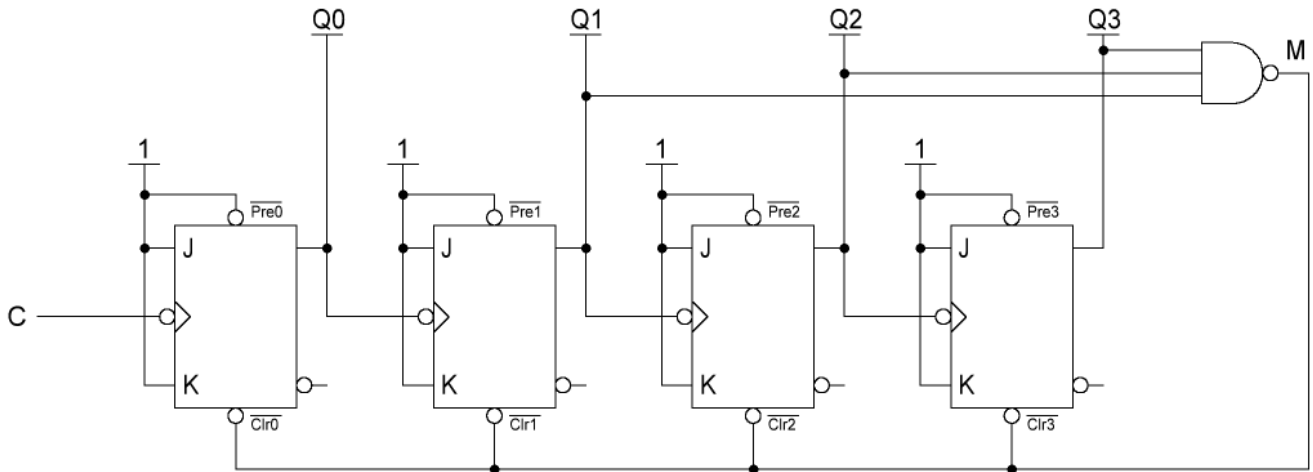 Q0 Q1 Q2 Q3
M
1 1 1 1
Pre0 Pre1 Pre2 Pre3
J J J J
C
K K K K
Clr0 Clr1 Clr2 Clr3